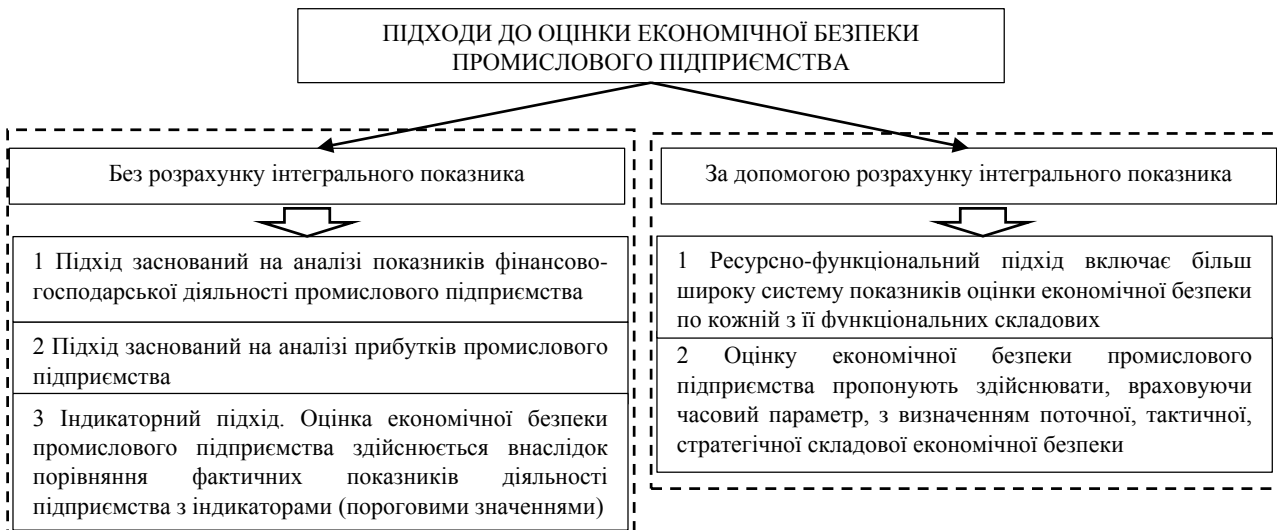 ПІДХОДИ ДО ОЦІНКИ ЕКОНОМІЧНОЇ БЕЗПЕКИ
ПРОМИСЛОВОГО ПІДПРИЄМСТВА
Без розрахунку інтегрального показника
1 Підхід заснований на аналізі показників фінансово-
господарської діяльності промислового підприємства
2 Підхід заснований на аналізі прибутків промислового
підприємства
3 Індикаторний підхід. Оцінка економічної безпеки
промислового підприємства здійснюється внаслідок
порівняння фактичних показників діяльності
підприємства з індикаторами (пороговими значеннями)
За допомогою розрахунку інтегрального показника
1 Ресурсно-функціональний підхід включає більш
широку систему показників оцінки економічної безпеки
по кожній з її функціональних складових
2 Оцінку економічної безпеки промислового
підприємства пропонують здійснювати, враховуючи
часовий параметр, з визначенням поточної, тактичної,
стратегічної складової економічної безпеки